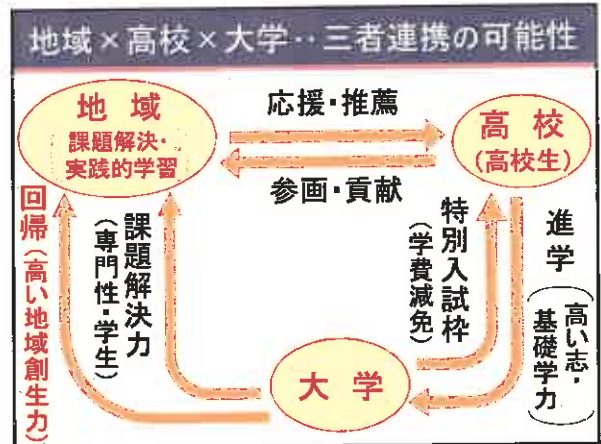 地域×高校×大学‥三者連携の可能性
地域
課題解決・
実践的学習
応援・推薦
参画・貢献
高校
(高校生)
回帰(高い地域創生力)
課題解決力
(専門性・学生)
特別入試枠
(学費減免)
進学
(高い志・
基礎学力)
大学